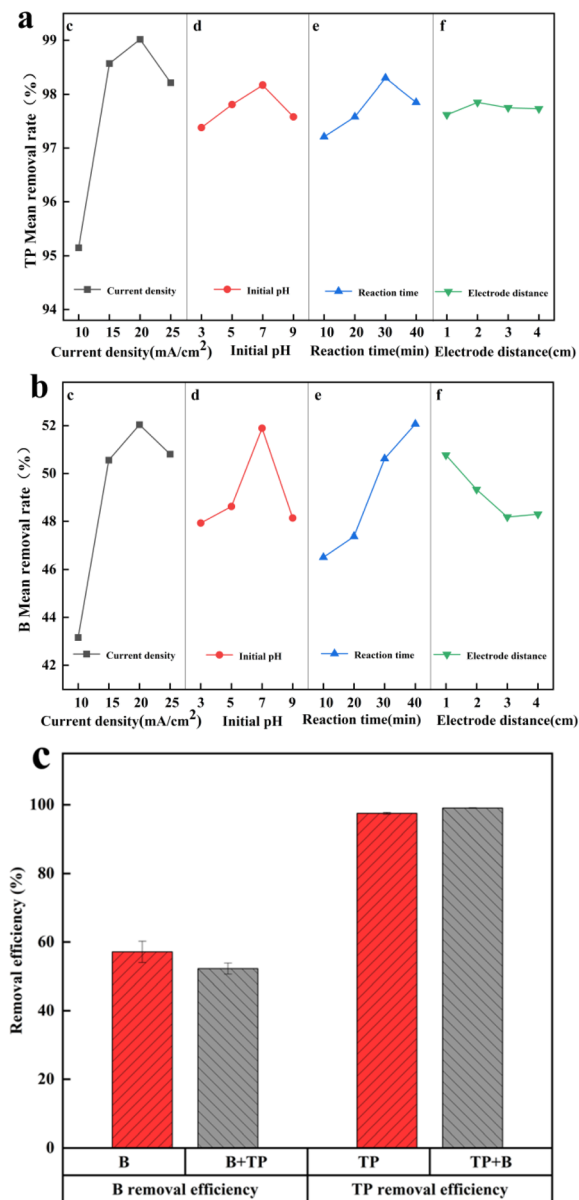 a
c d e f
99
98
97
96
95
94
TP Mean removal rate（%）
Current density Initial pH Reaction time Electrode distance
10 15 20 25 3 5 7 9 10 20 30 40 1 2 3 4
Current density(mA/cm2) Initial pH Reaction time(min) Electrode distance(cm)
b
c d e f
52
50
48
46
44
42
B Mean removal rate（%）
Current density Initial pH Reaction time Electrode distance
10 15 20 25 3 5 7 9 10 20 30 40 1 2 3 4
Current density(mA/cm2) Initial pH Reaction time(min) Electrode distance(cm)
c
100
80
60
40
20
0
Removal efficiency (%)
B B+TP TP TP+B
B removal efficiency TP removal efficiency